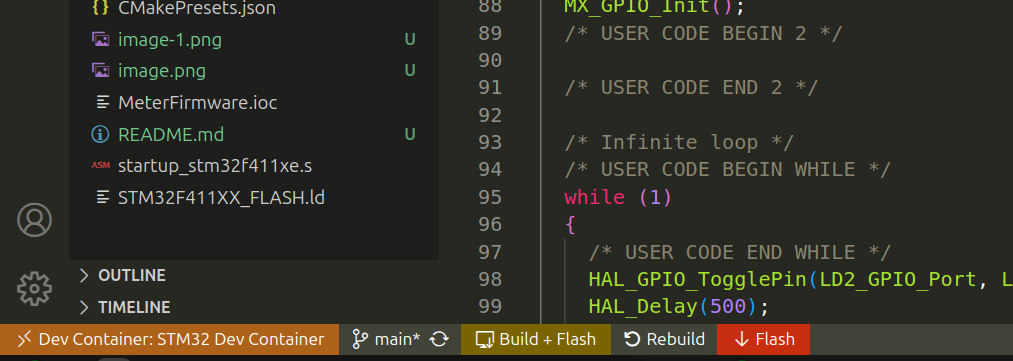 CMakePresets.json
image-1.png U
image.png U
MeterFirmware.ioc
README.md U
ASM startup_stm32f411xe.s
STM32F411XX_FLASH.ld
OUTLINE
TIMELINE
88 MX_GPIO_Init();
89 /* USER CODE BEGIN 2 */
90
91 /* USER CODE END 2 */
92
93 /* Infinite loop */
94 /* USER CODE BEGIN WHILE */
95 while (1)
96 {
97 /* USER CODE END WHILE */
98 HAL_GPIO_TogglePin(LD2_GPIO_Port, L
99 HAL_Delay(500);
Dev Container: STM32 Dev Container main* Build + Flash Rebuild Flash